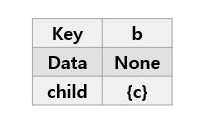 Key b
Data None
child {c}